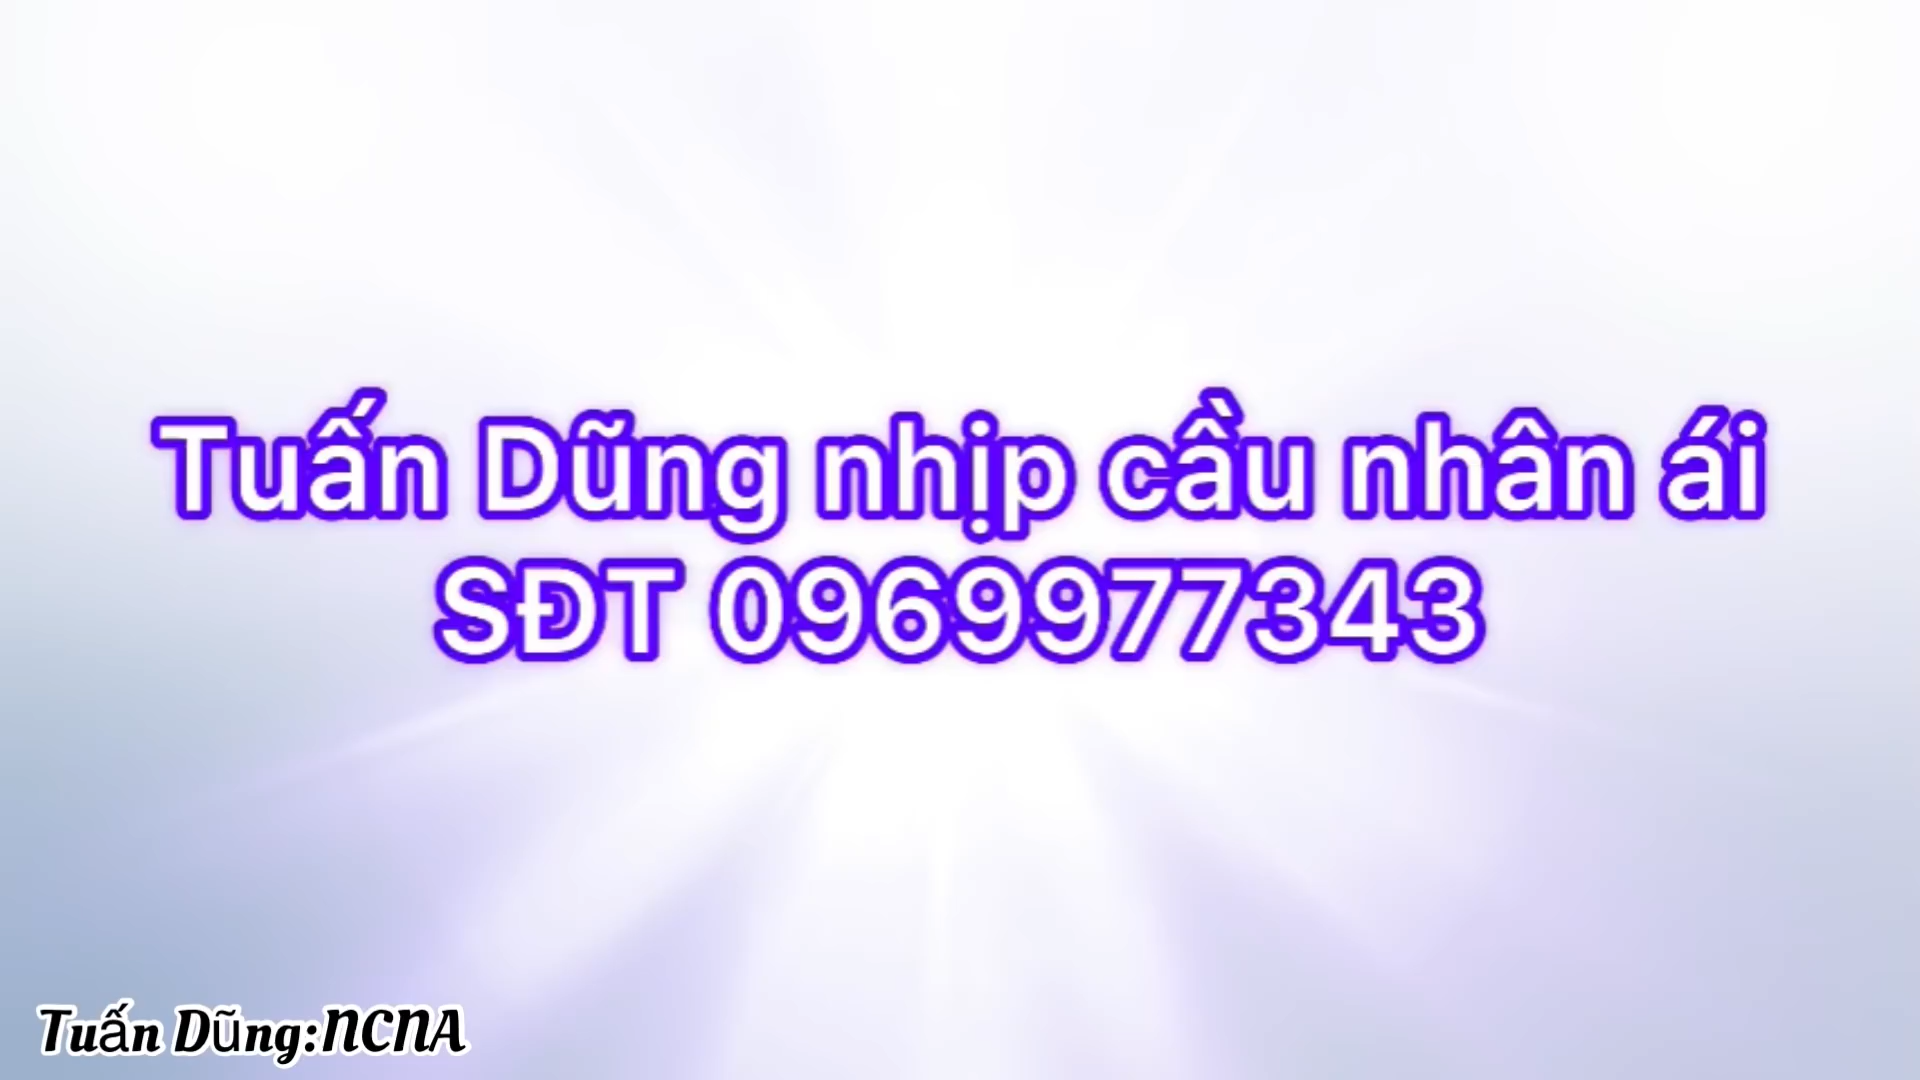 Tuấn Dũng nhịp cầu nhân ái
SĐT 0969977343
Tuấn Dũng:NCNA